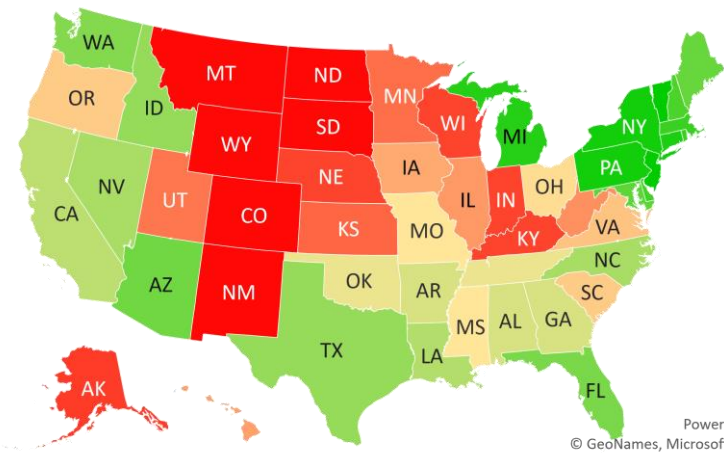 WA
MT
ND
MN
OR
ID
SD
WI
MI
NY
WY
IA
PA
NE
NV
UT
IL
IN
OH
CA
CO
KS
MO
KY
VA
AZ
NM
OK
AR
NC
SC
MS
AL
GA
TX
LA
AK
FL
Power
© GeoNames, Microsof